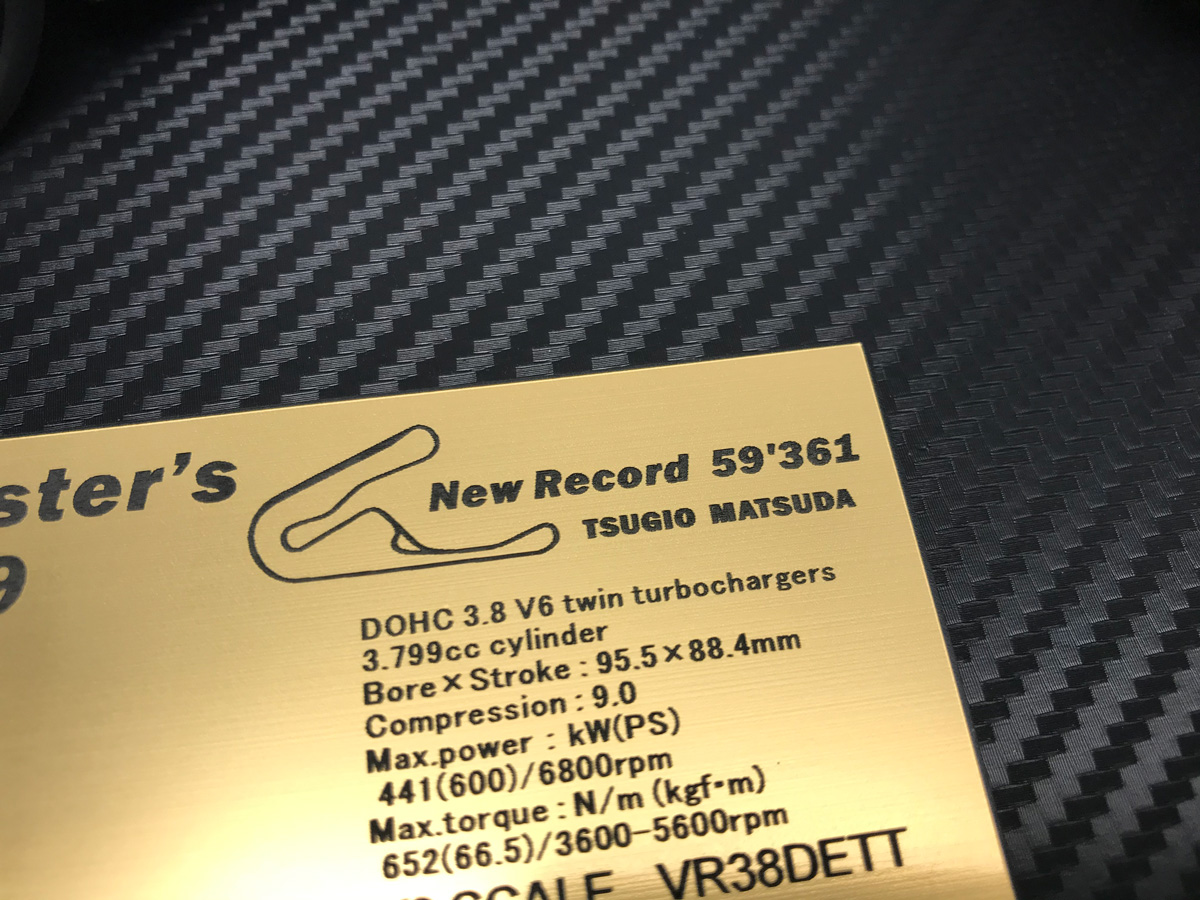 ster's
9
New Record 59'361
TSUGIO MATSUDA
DOHC 3.8 V6 twin turbochargers
3.799cc cylinder
Bore×Stroke : 95.5×88.4mm
Compression : 9.0
Max.power : kW(PS)
441(600)/6800rpm
Max.torque : N/m (kgf・m)
652(66.5)/3600-5600rpm
SCALE VR38DETT